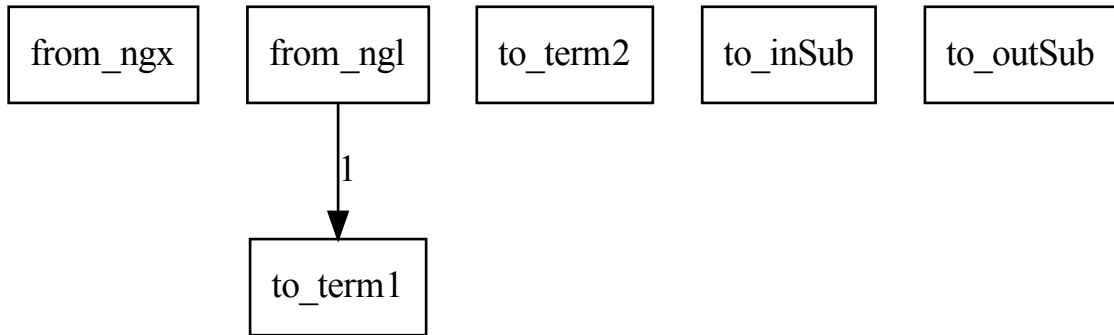 from_ngx
from_ngl
to_term2
to_inSub
to_outSub
1
to_term1